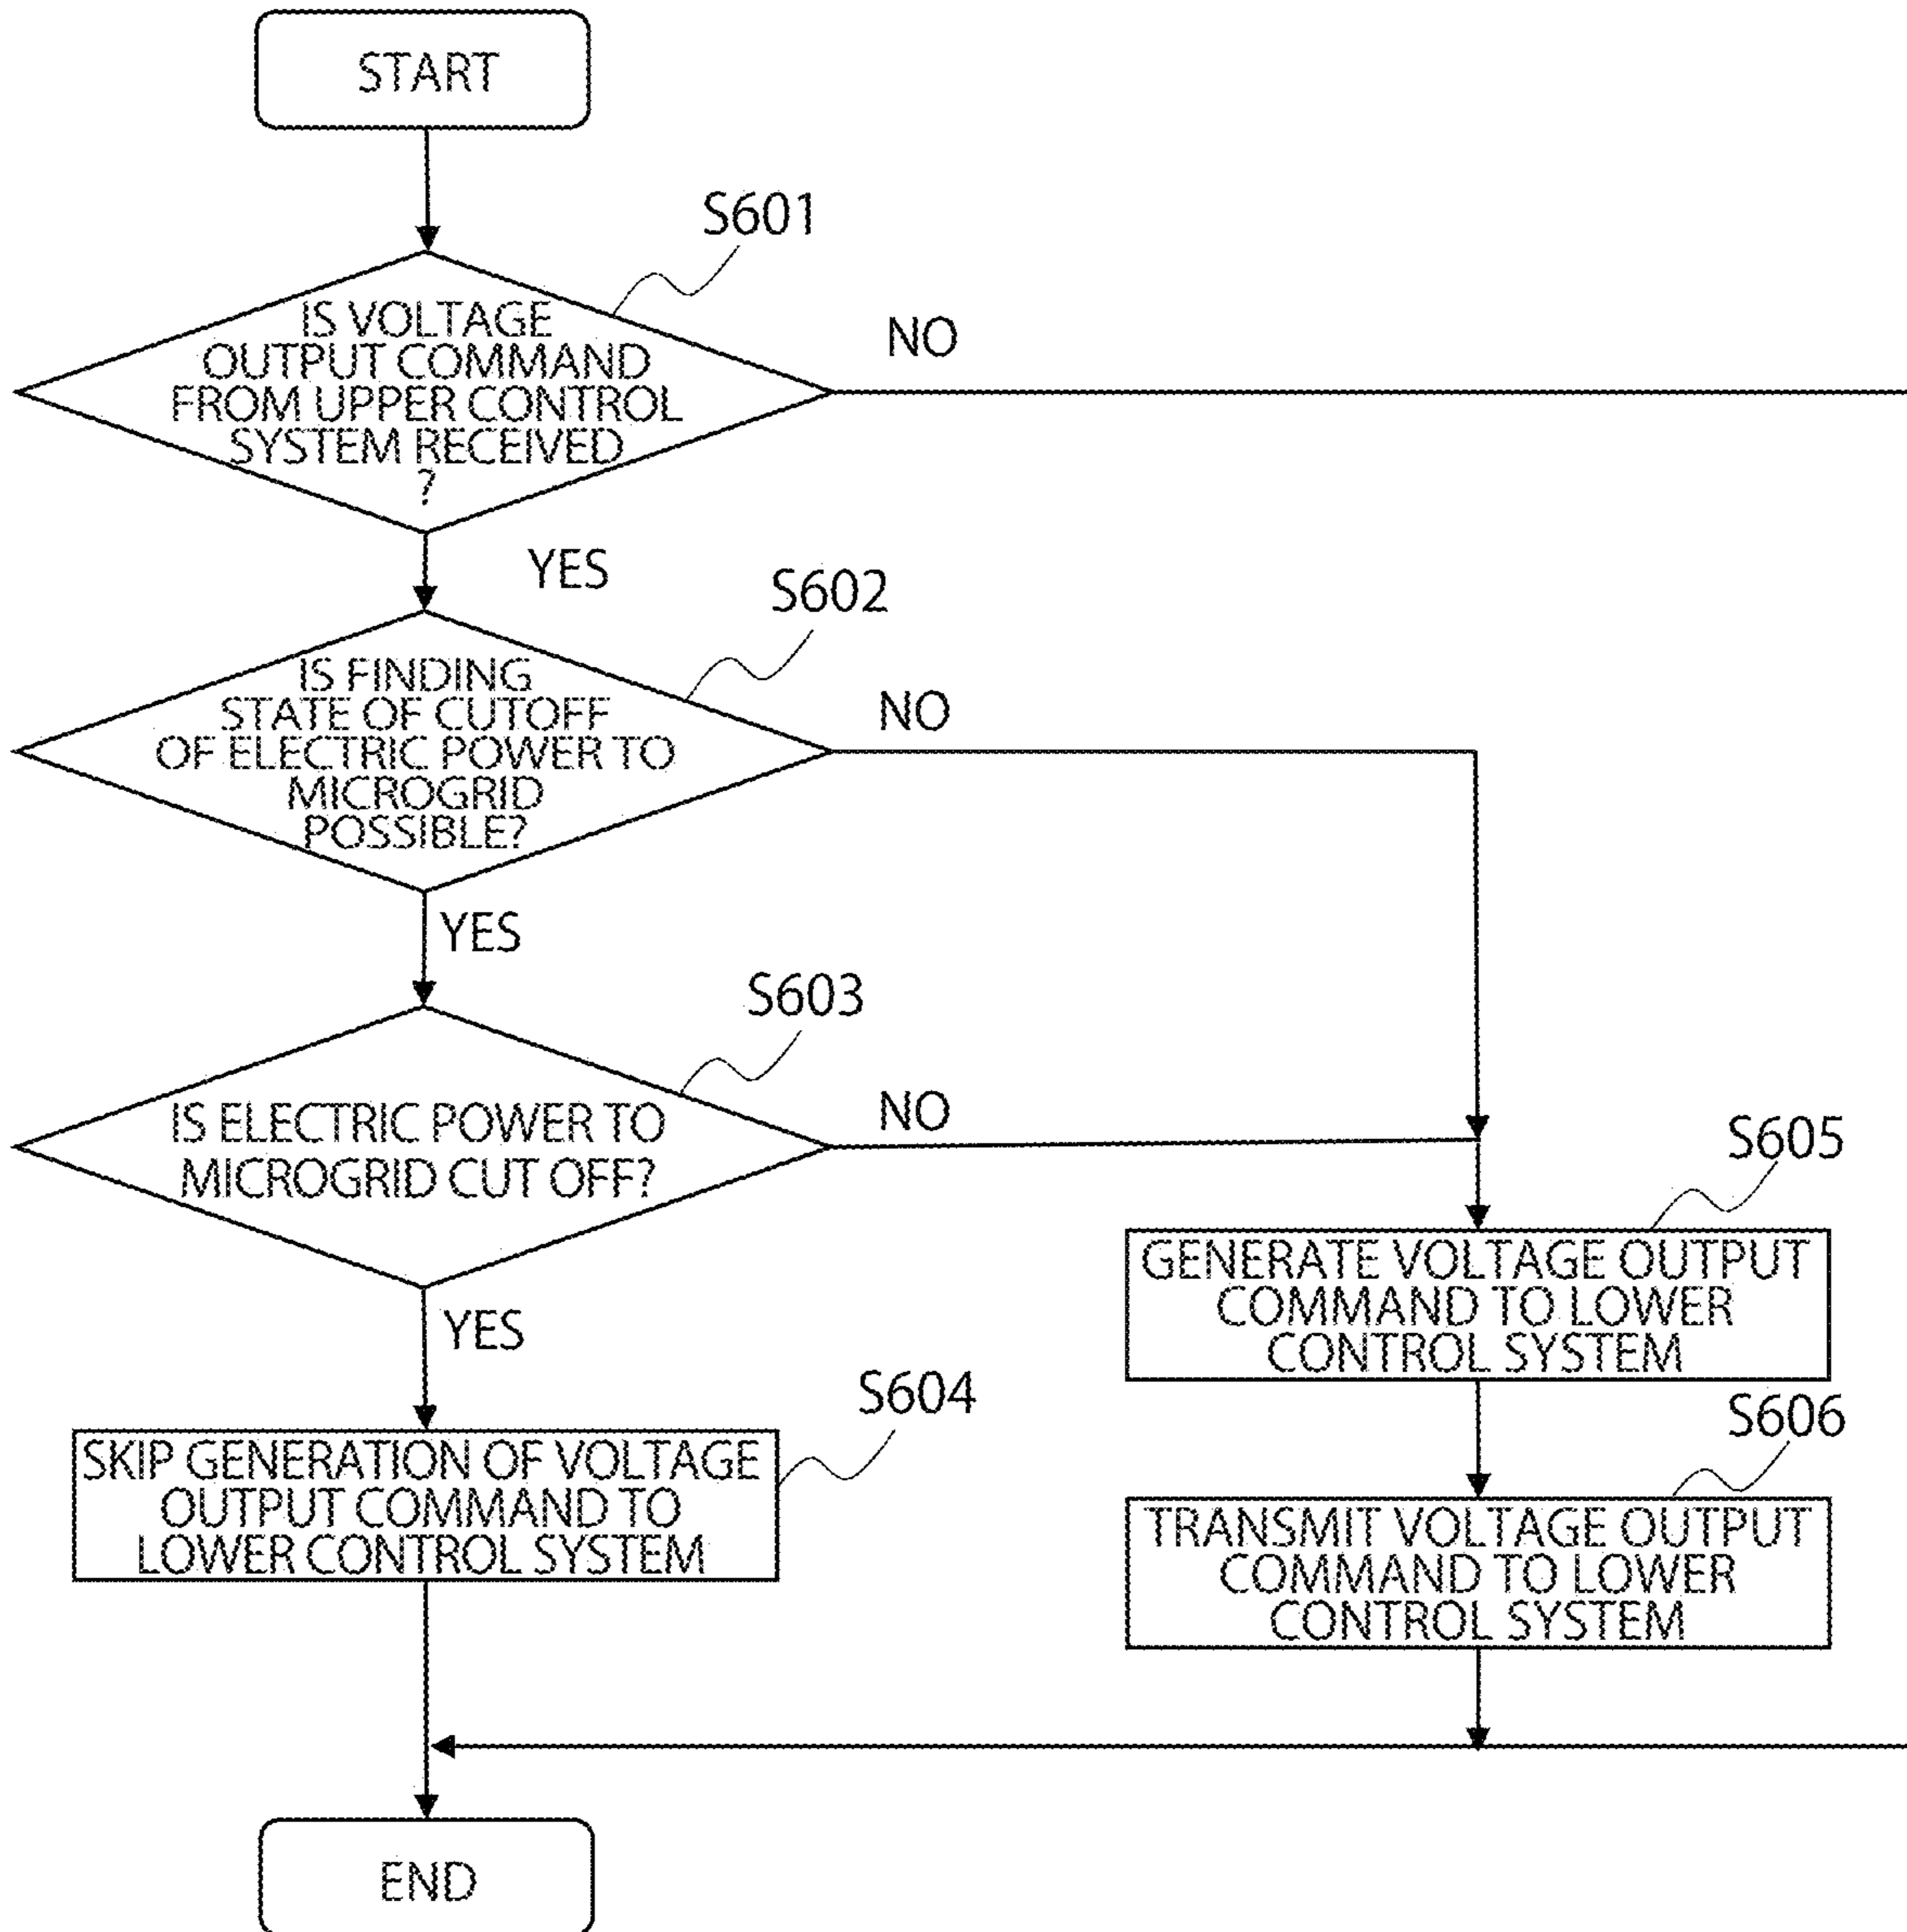 START
S601
IS VOLTAGE
OUTPUT COMMAND
FROM UPPER CONTROL
SYSTEM RECEIVED
?
NO
YES
S602
IS FINDING
STATE OF CUTOFF
OF ELECTRIC POWER TO
MICROGRID
POSSIBLE?
NO
YES
S603
IS ELECTRIC POWER TO
MICROGRID CUT OFF?
NO
YES
S604
SKIP GENERATION OF VOLTAGE
OUTPUT COMMAND TO
LOWER CONTROL SYSTEM
S605
GENERATE VOLTAGE OUTPUT
COMMAND TO LOWER
CONTROL SYSTEM
S606
TRANSMIT VOLTAGE OUTPUT
COMMAND TO LOWER
CONTROL SYSTEM
END